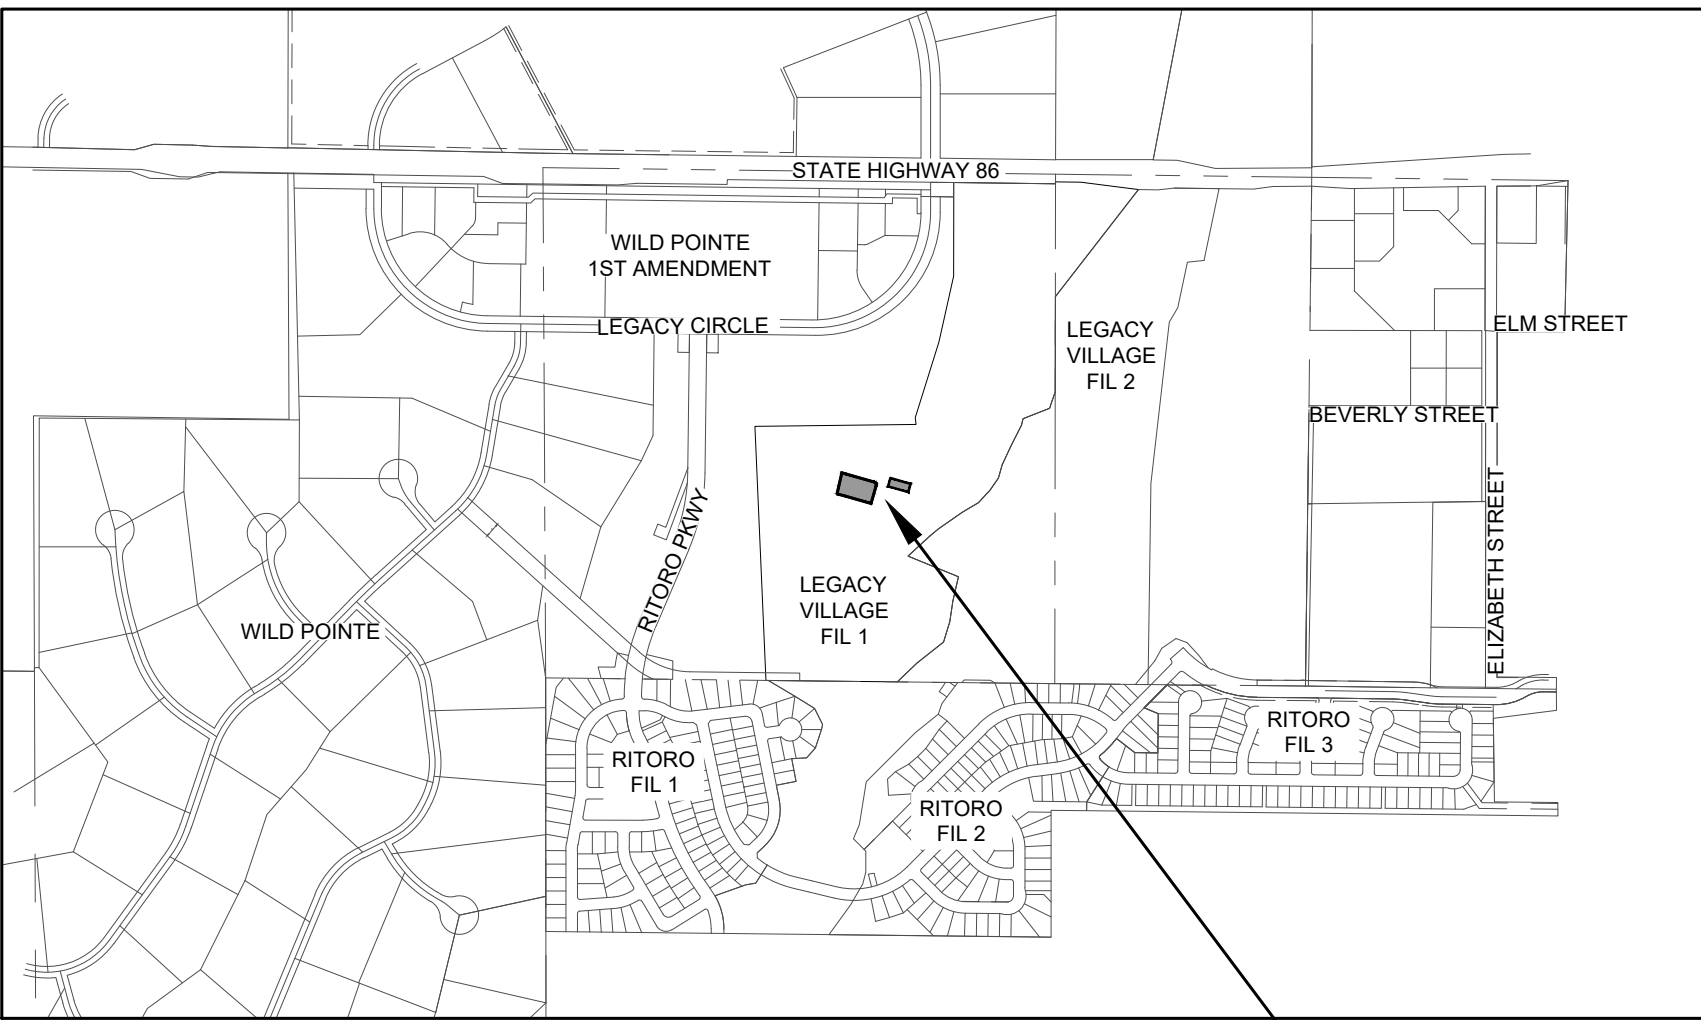 STATE HIGHWAY 86
WILD POINTE
1ST AMENDMENT
LEGACY CIRCLE
LEGACY
VILLAGE
FIL 2
ELM STREET
BEVERLY STREET
ELIZABETH STREET
RITORO PKWY
LEGACY
VILLAGE
FIL 1
WILD POINTE
RITORO
FIL 1
RITORO
FIL 2
RITORO
FIL 3